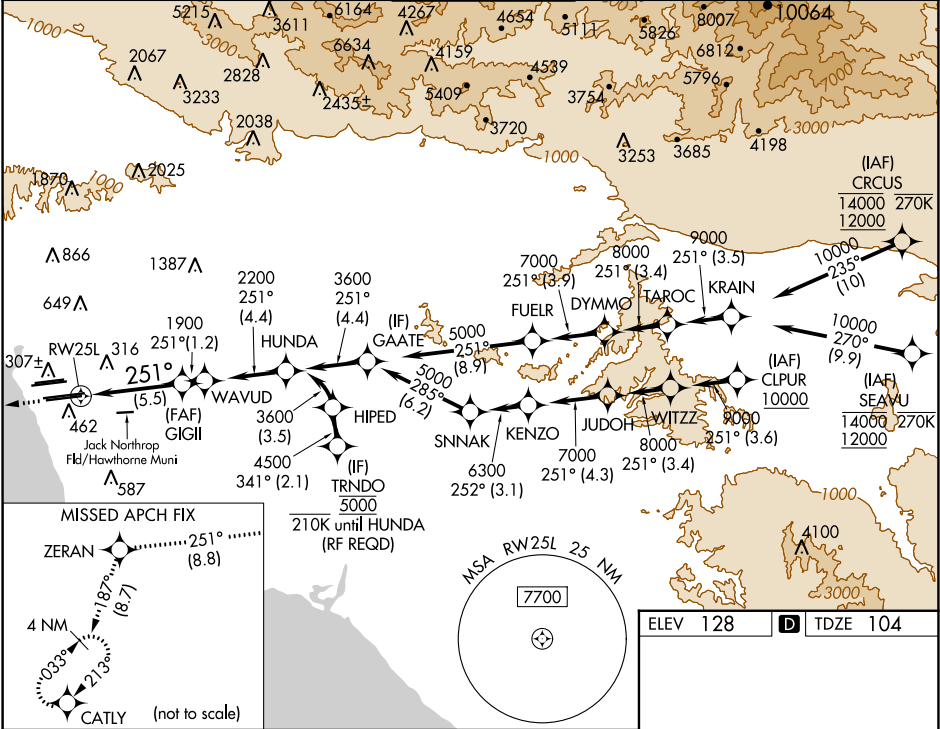 1000
5215
3611
6164
4267
4654
5111
5826
8007
10064
3000
2067
2828
6634
4159
6812
3233
2435±
5409
4539
3754
5796
7000
2038
3720
3253
3685
4198
3000
1000
1870
1000
2025
(IAF)
CRCUS
14000 270K
12000
866
1387
649
316
307±
462
587
10000
235°
(10)
9000
251° (3.5)
KRAIN
8000
251° (3.4)
TAROC
7000
251° (3.9)
DYMMO
FUELR
10000
270°
(9.9)
(IAF)
SEAVU
14000 270K
12000
5000
251°
(8.9)
(IF)
GAATE
3600
251°
(4.4)
HUNDA
2200
251°
(4.4)
WAVUD
1900
251°(1.2)
(FAF)
GIGII
251°
(5.5)
RW25L
Jack Northrop
Fld/Hawthorne Muni
(IAF)
CLPUR
10000
9000
251° (3.6)
WITZZ
8000
251° (3.4)
JUDOH
7000
251° (4.3)
KENZO
6300
252° (3.1)
SNNAK
5000
285°
(6.2)
3600
(3.5)
HIPED
4500
341° (2.1)
(IF)
TRNDO
5000
210K until HUNDA
(RF REQD)
MISSED APCH FIX
ZERAN
251°
(8.8)
187°
(8.7)
4 NM
033°
213°
CATLY
(not to scale)
MSA RW25L 25 NM
7700
1000
4100
3000
ELEV 128
D
TDZE 104